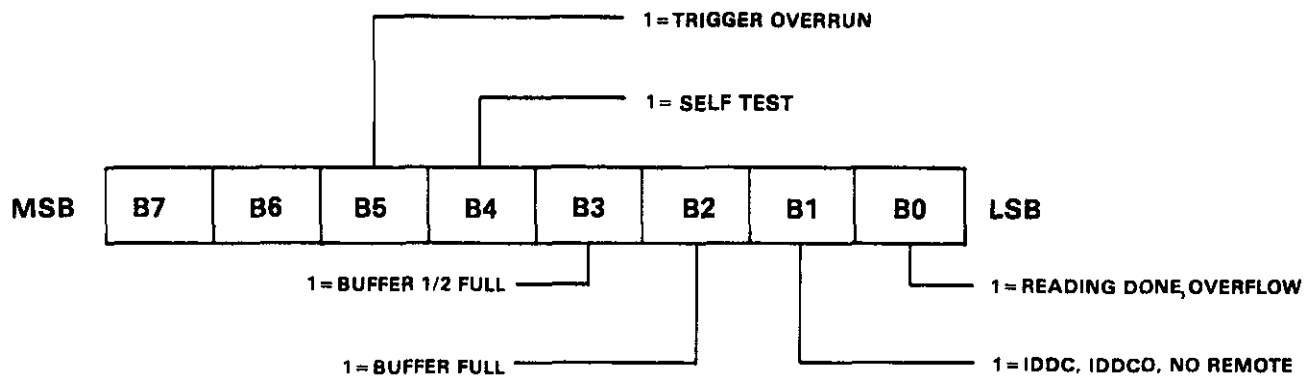 1=TRIGGER OVERRUN
1= SELF TEST
MSB B7 B6 B5 B4 B3 B2 B1 B0 LSB
1=BUFFER 1/2 FULL
1=READING DONE,OVERFLOW
1=BUFFER FULL
1=IDDC, IDDCO, NO REMOTE